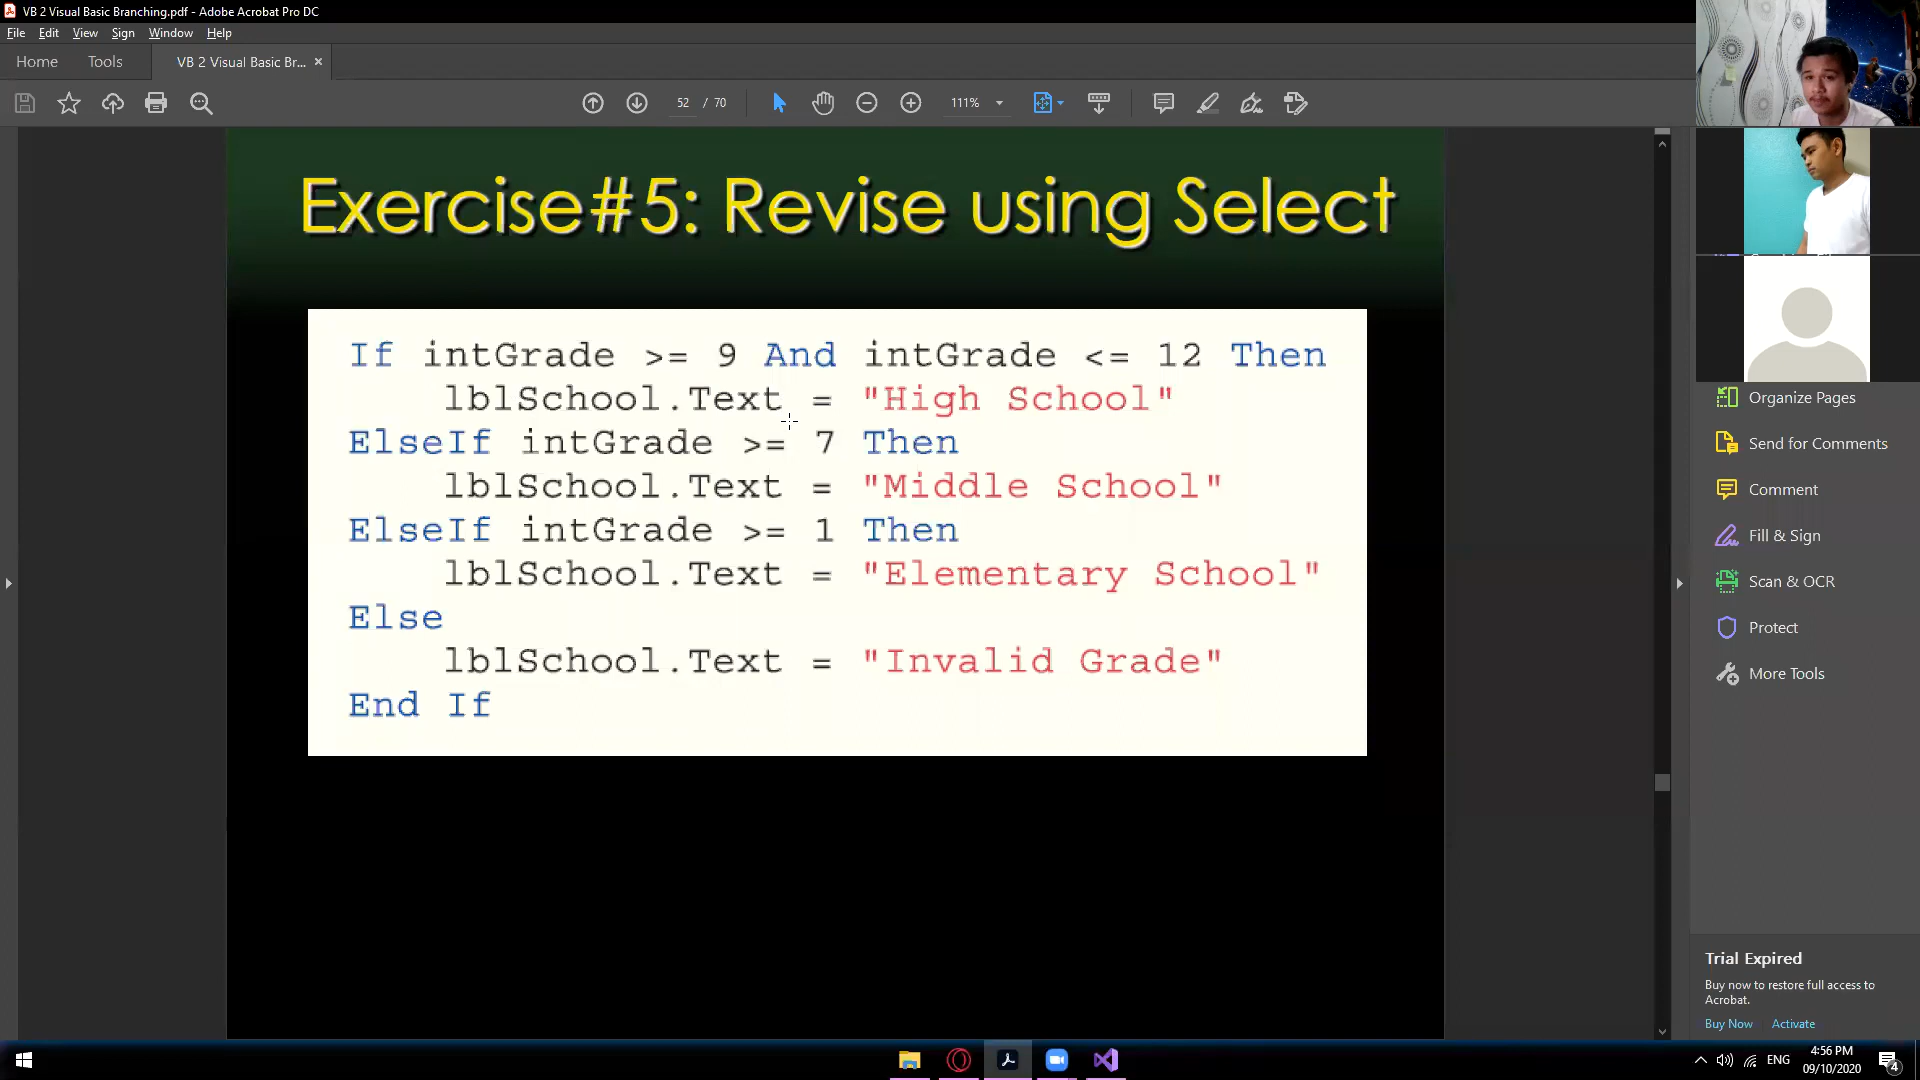 VB 2 Visual Basic Branching.pdf - Adobe Acrobat Pro DC
File Edit View Sign Window Help
Home Tools VB 2 Visual Basic Br... ×
52 / 70 111%
Exercise#5: Revise using Select
If intGrade >= 9 And intGrade <= 12 Then
lblSchool.Text = "High School"
ElseIf intGrade >= 7 Then
lblSchool.Text = "Middle School"
ElseIf intGrade >= 1 Then
lblSchool.Text = "Elementary School"
Else
lblSchool.Text = "Invalid Grade"
End If
Organize Pages
Send for Comments
Comment
Fill & Sign
Scan & OCR
Protect
More Tools
Trial Expired
Buy now to restore full access to
Acrobat.
Buy Now Activate
ENG
4:56 PM
09/10/2020
4